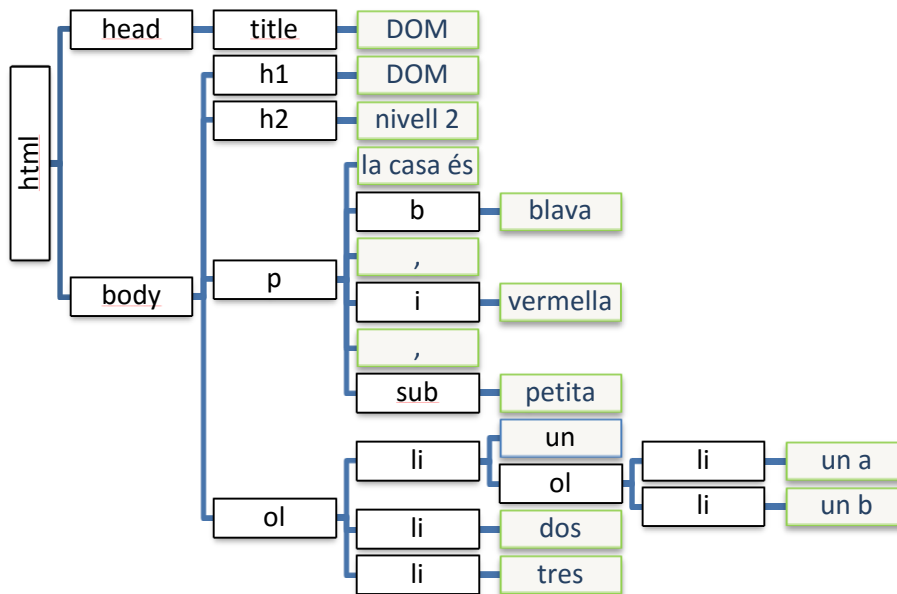 html
head
title
DOM
body
h1
DOM
h2
nivell 2
p
la casa és
b
blava
,
i
vermella
,
sub
petita
ol
li
un
ol
li
un a
li
un b
li
dos
li
tres